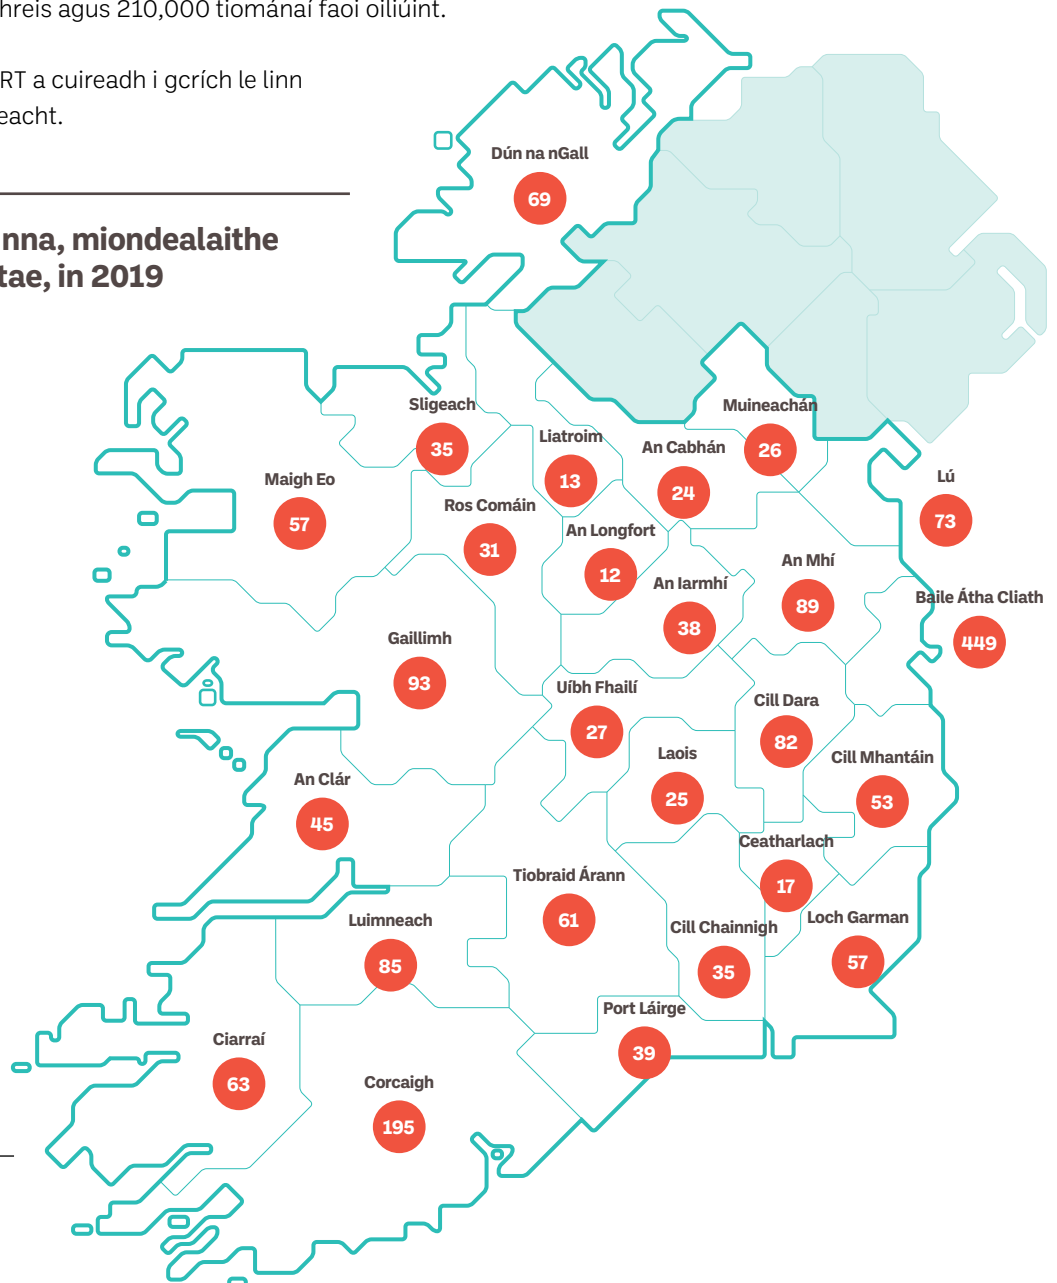 hreis agus 210,000 tiománaí faoi oiliúint.
RT a cuireadh i gcrích le linn
eacht.
nna, miondealaithe
tae, in 2019
Dún na nGall
69
Sligeach
35
Muineachán
26
Liatroim
13
An Cabhán
24
Maigh Eo
57
Lú
73
Ros Comáin
31
An Longfort
12
An Mhí
89
An Iarmhí
38
Baile Átha Cliath
449
Gaillimh
93
Uíbh Fhailí
27
Cill Dara
82
Laois
25
Cill Mhantáin
53
An Clár
45
Ceatharlach
17
Tiobraid Árann
61
Luimneach
85
Cill Chainnigh
35
Loch Garman
57
Port Láirge
39
Ciarraí
63
Corcaigh
195